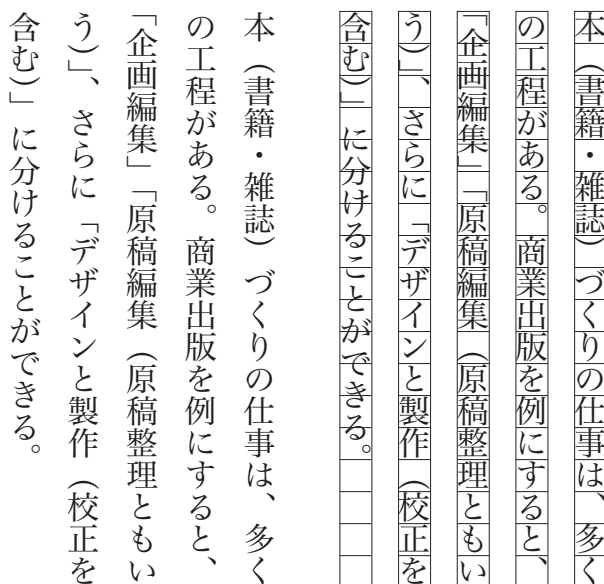 本（書籍・雑誌）づくりの仕事は、多く
の工程がある。商業出版を例にすると、
「企画編集」「原稿編集（原稿整理ともい
う）」、さらに「デザインと製作（校正を
含む）」に分けることができる。
本（書籍・雑誌）づくりの仕事は、多く
の工程がある。商業出版を例にすると、
「企画編集」「原稿編集（原稿整理ともい
う）」、さらに「デザインと製作（校正を
含む）」に分けることができる。